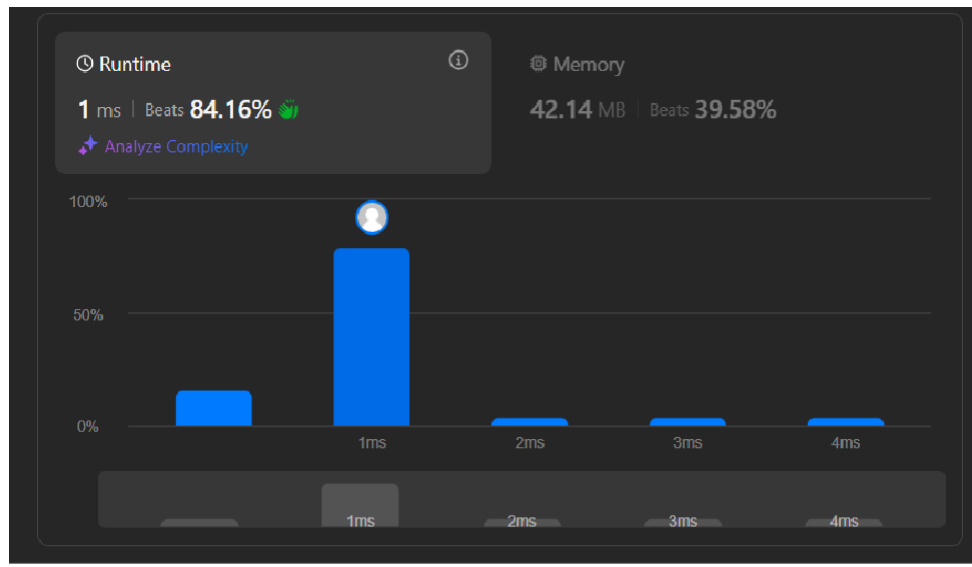 Runtime
1 ms | Beats 84.16%
Analyze Complexity
Memory
42.14 MB | Beats 39.58%
100%
50%
0%
1ms 2ms 3ms 4ms
1ms 2ms 3ms 4ms